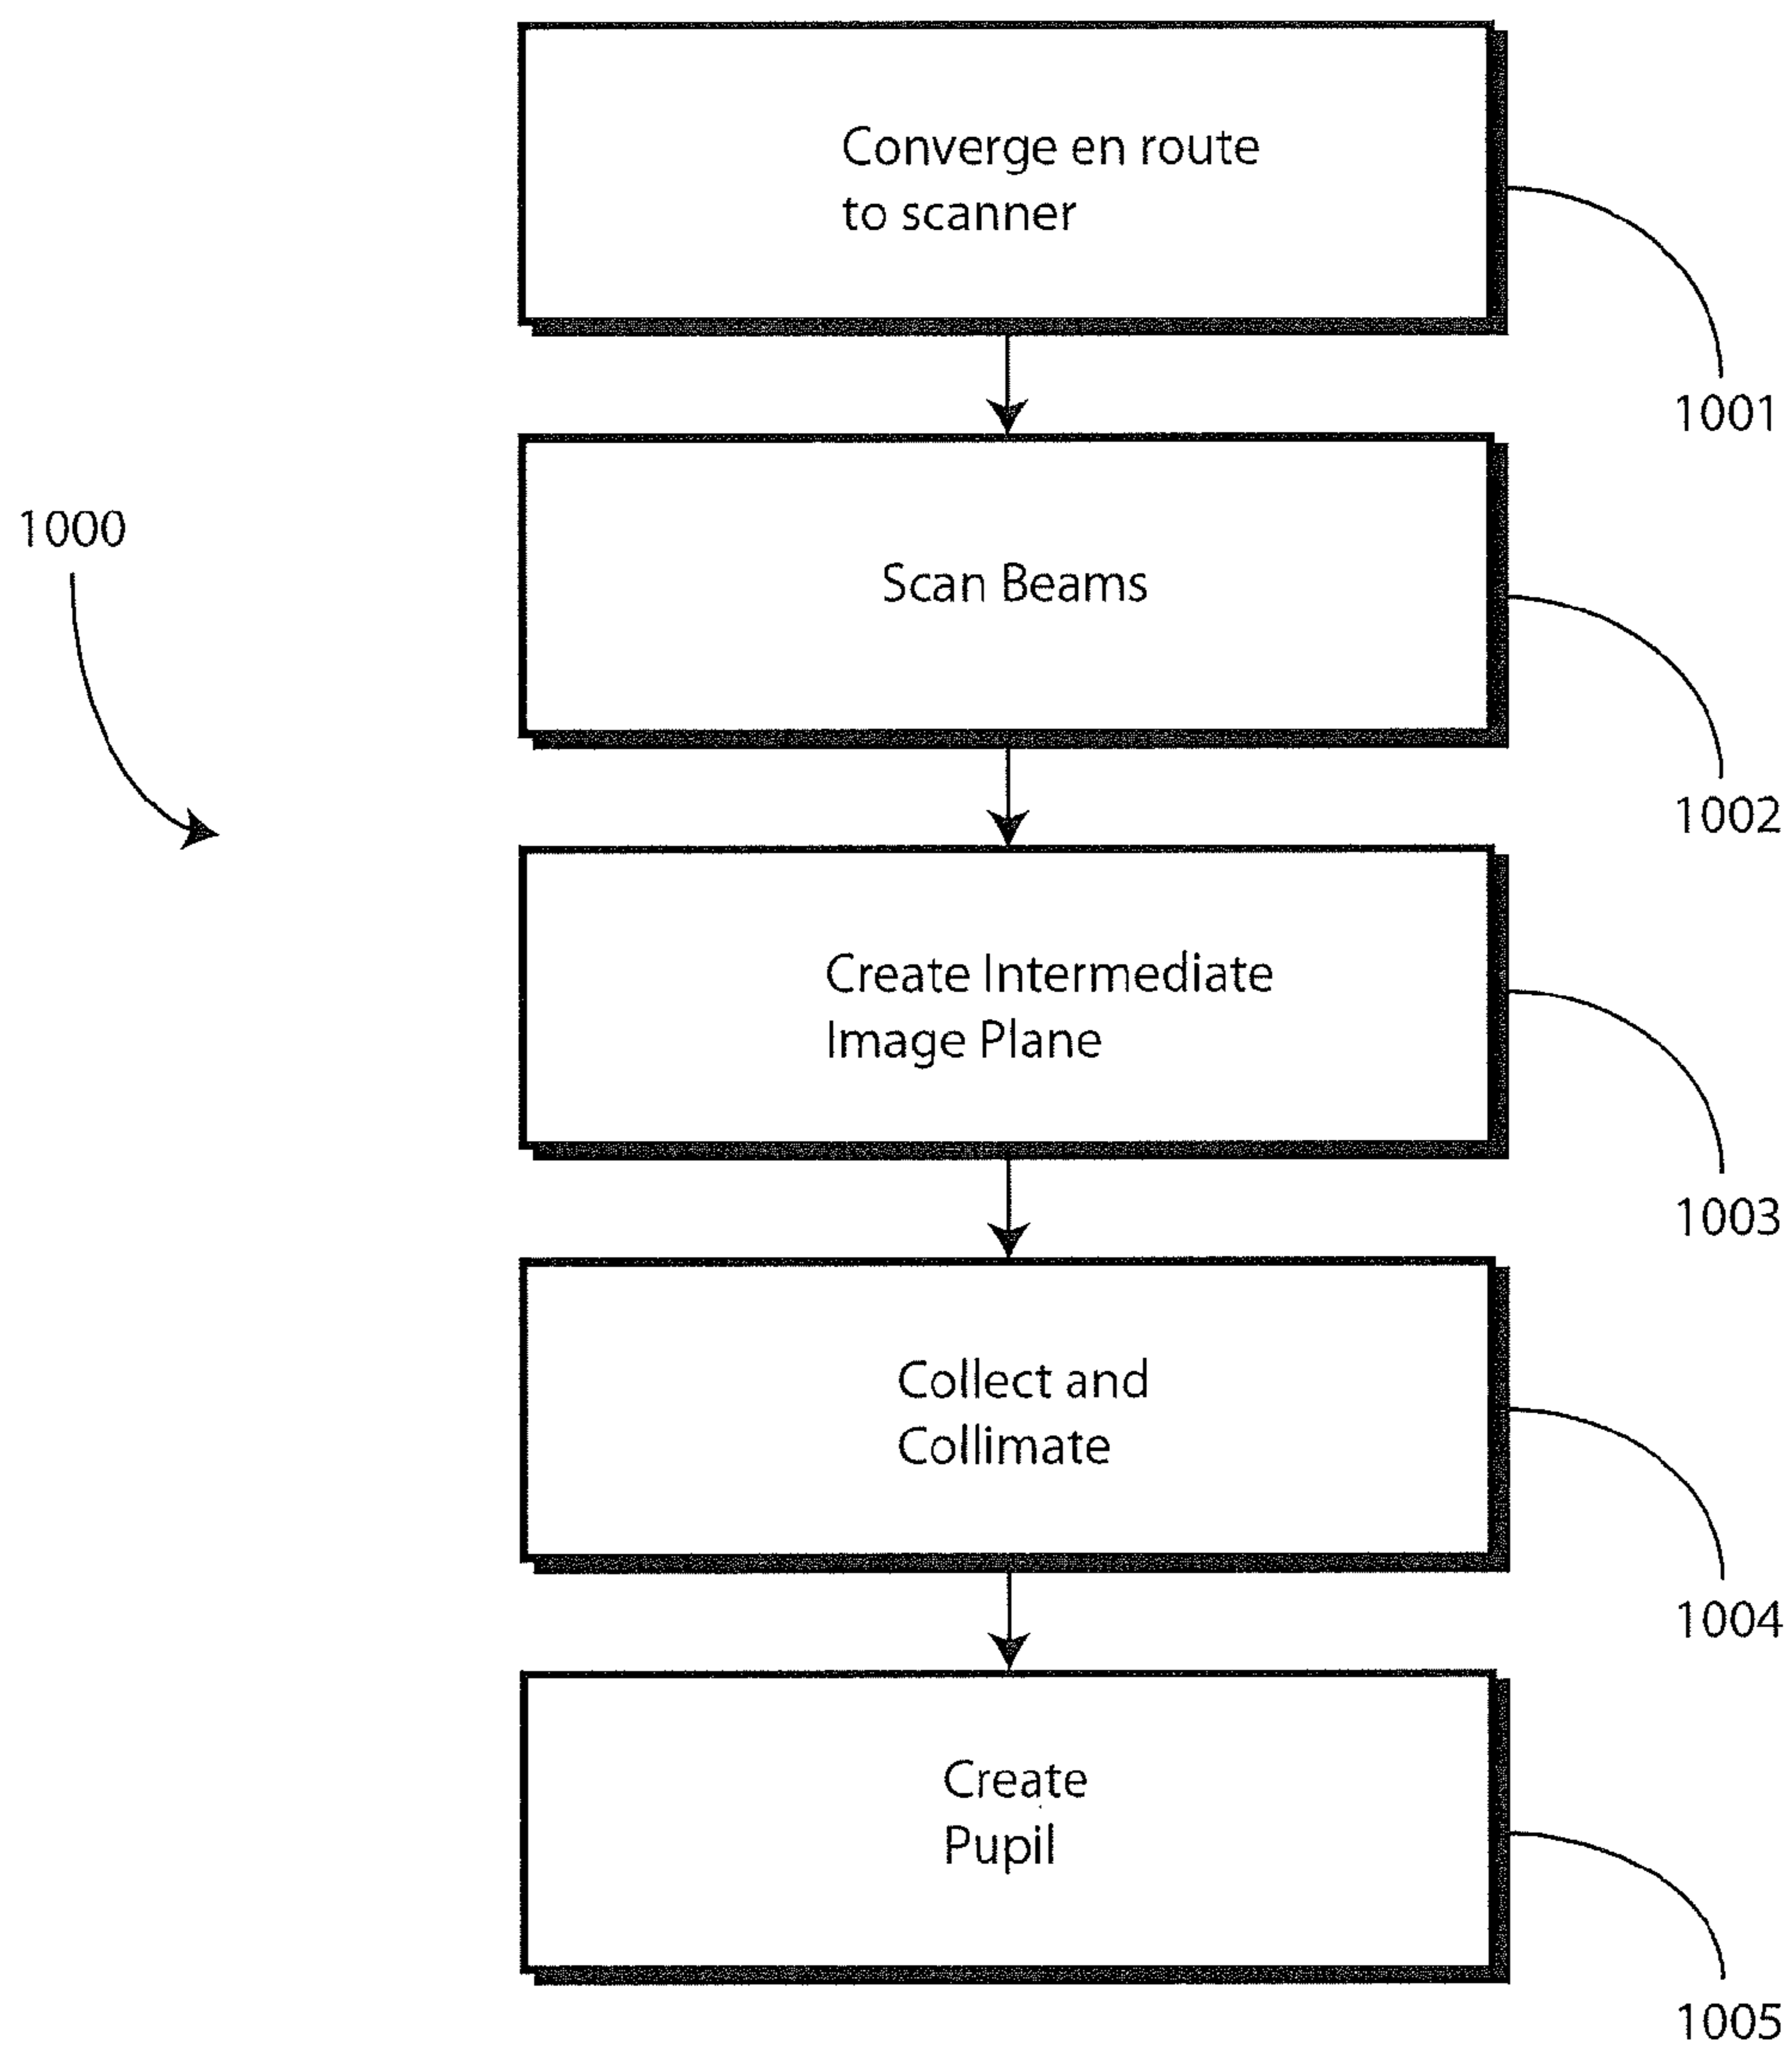 Converge en route
to scanner
1001
1000
Scan Beams
1002
Create Intermediate
Image Plane
1003
Collect and
Collimate
1004
Create
Pupil
1005